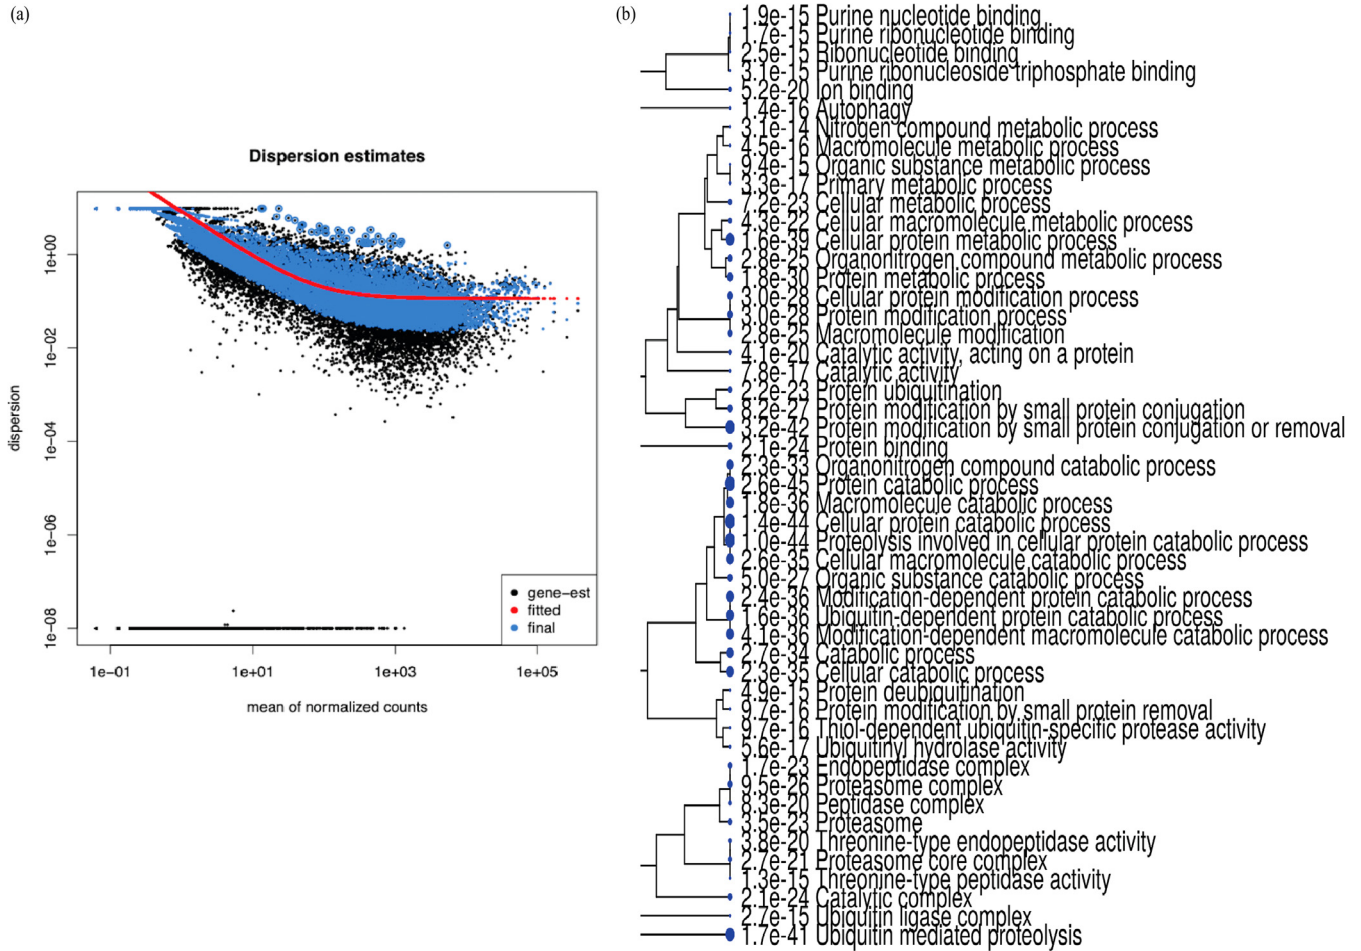 (a)
Dispersion estimates
dispersion
1e+00
1e−02
1e−04
1e−06
1e−08
gene−est
fitted
final
1e−01
1e+01
1e+03
1e+05
mean of normalized counts
(b)
1.9e-15 Purine nucleotide binding
1.7e-15 Purine ribonucleotide binding
2.5e-15 Ribonucleotide binding
3.1e-15 Purine ribonucleoside triphosphate binding
5.2e-20 Ion binding
1.4e-16 Autophagy
3.1e-14 Nitrogen compound metabolic process
4.5e-16 Macromolecule metabolic process
9.4e-15 Organic substance metabolic process
3.3e-17 Primary metabolic process
7.2e-23 Cellular metabolic process
4.3e-22 Cellular macromolecule metabolic process
1.6e-39 Cellular protein metabolic process
2.8e-25 Organonitrogen compound metabolic process
1.8e-30 Protein metabolic process
3.0e-28 Cellular protein modification process
3.0e-28 Protein modification process
2.8e-25 Macromolecule modification
4.1e-20 Catalytic activity, acting on a protein
7.8e-17 Catalytic activity
2.2e-23 Protein ubiquitination
8.2e-27 Protein modification by small protein conjugation
3.2e-42 Protein modification by small protein conjugation or removal
2.1e-24 Protein binding
2.3e-33 Organonitrogen compound catabolic process
2.6e-45 Protein catabolic process
1.8e-36 Macromolecule catabolic process
1.4e-44 Cellular protein catabolic process
1.0e-44 Proteolysis involved in cellular protein catabolic process
2.6e-35 Cellular macromolecule catabolic process
5.0e-27 Organic substance catabolic process
2.4e-36 Modification-dependent protein catabolic process
1.6e-36 Ubiquitin-dependent protein catabolic process
4.1e-36 Modification-dependent macromolecule catabolic process
2.7e-34 Catabolic process
2.3e-35 Cellular catabolic process
4.9e-15 Protein deubiquitination
9.7e-16 Protein modification by small protein removal
9.7e-16 Thiol-dependent ubiquitin-specific protease activity
5.6e-17 Ubiquitinyl hydrolase activity
1.7e-23 Endopeptidase complex
9.5e-26 Proteasome complex
8.3e-20 Peptidase complex
3.5e-23 Proteasome
3.8e-20 Threonine-type endopeptidase activity
2.7e-21 Proteasome core complex
1.3e-15 Threonine-type peptidase activity
2.1e-24 Catalytic complex
2.7e-15 Ubiquitin ligase complex
1.7e-41 Ubiquitin mediated proteolysis